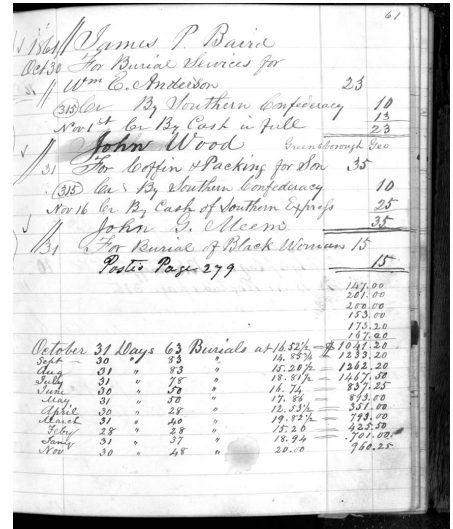 61
1861 // James P. Baird
Oct 30 For Burial Services for
// Wm E. Anderson 23
(315) Cr By Southern Confederacy 10
Nov 1st Cr By Cash in full 13
23
// John Wood Greensborough Geo
31 For Coffin & Packing for Son 35
(315) Cr By Southern Confederacy 10
Nov 16 Cr By Cash of Southern Express 25
35
// John G. Meem
31 For Burial of Black Woman 15
Postd Page 279 15
147.00
201.00
200.00
153.00
173.20
167.00
October 31 Days 63 Burials at 16.52½ = $1041.20
Sept 30 " 83 " 14.85½ = 1233.20
Aug 31 " 83 " 15.20½ = 1262.20
July 31 " 78 " 18.81½ = 1467.50
June 30 " 50 " 16.74 = 837.25
May 31 " 50 " 17.86 = 893.00
April 30 " 28 " 12.53½ = 351.00
March 31 " 40 " 19.82½ = 793.00
Feby 28 " 28 " 15.20 = 425.50
Jany 31 " 37 " 18.94 = 701.00
Nov. 30 " 48 " 20.00 960.25